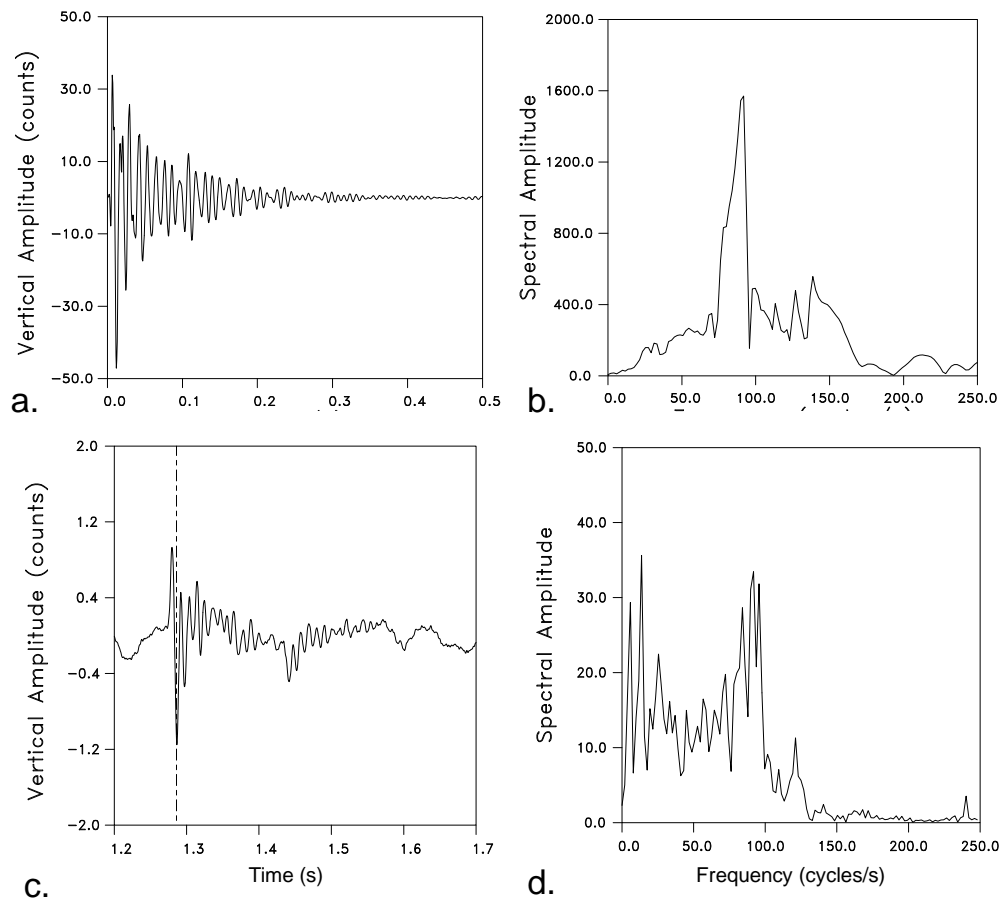 50.0
30.0
10.0
−10.0
−30.0
−50.0
Vertical Amplitude (counts)
0.0 0.1 0.2 0.3 0.4 0.5
a.
2000.0
1600.0
1200.0
800.0
400.0
0.0
Spectral Amplitude
0.0 50.0 100.0 150.0 200.0 250.0
b.
2.0
1.2
0.4
−0.4
−1.2
−2.0
Vertical Amplitude (counts)
1.2 1.3 1.4 1.5 1.6 1.7
Time (s)
c.
50.0
40.0
30.0
20.0
10.0
0.0
Spectral Amplitude
0.0 50.0 100.0 150.0 200.0 250.0
Frequency (cycles/s)
d.